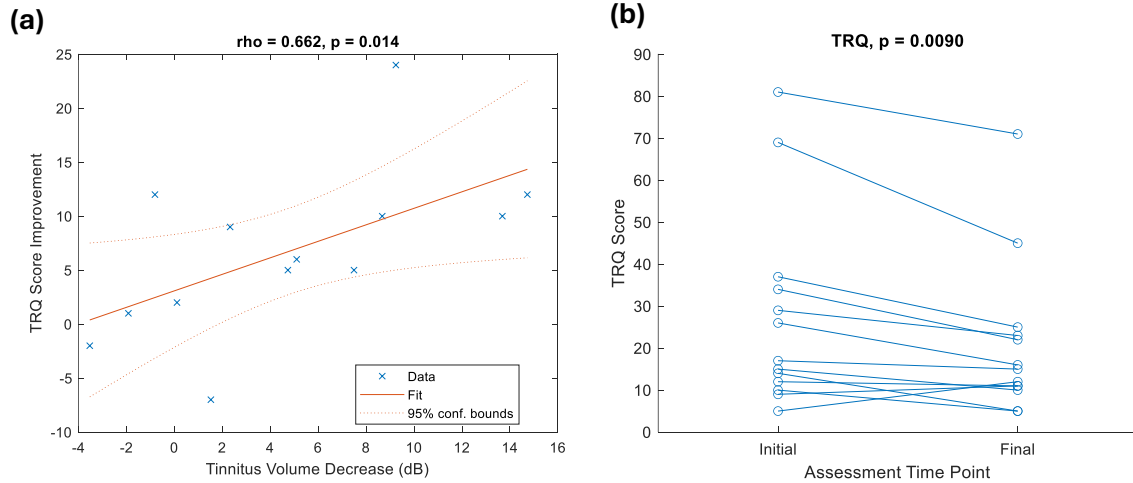 (a)
rho = 0.662, p = 0.014
25
20
15
10
5
0
-5
-10
TRQ Score Improvement
-4 -2 0 2 4 6 8 10 12 14 16
Tinnitus Volume Decrease (dB)
Data
Fit
95% conf. bounds
(b)
TRQ, p = 0.0090
90
80
70
60
50
40
30
20
10
0
TRQ Score
Initial Final
Assessment Time Point